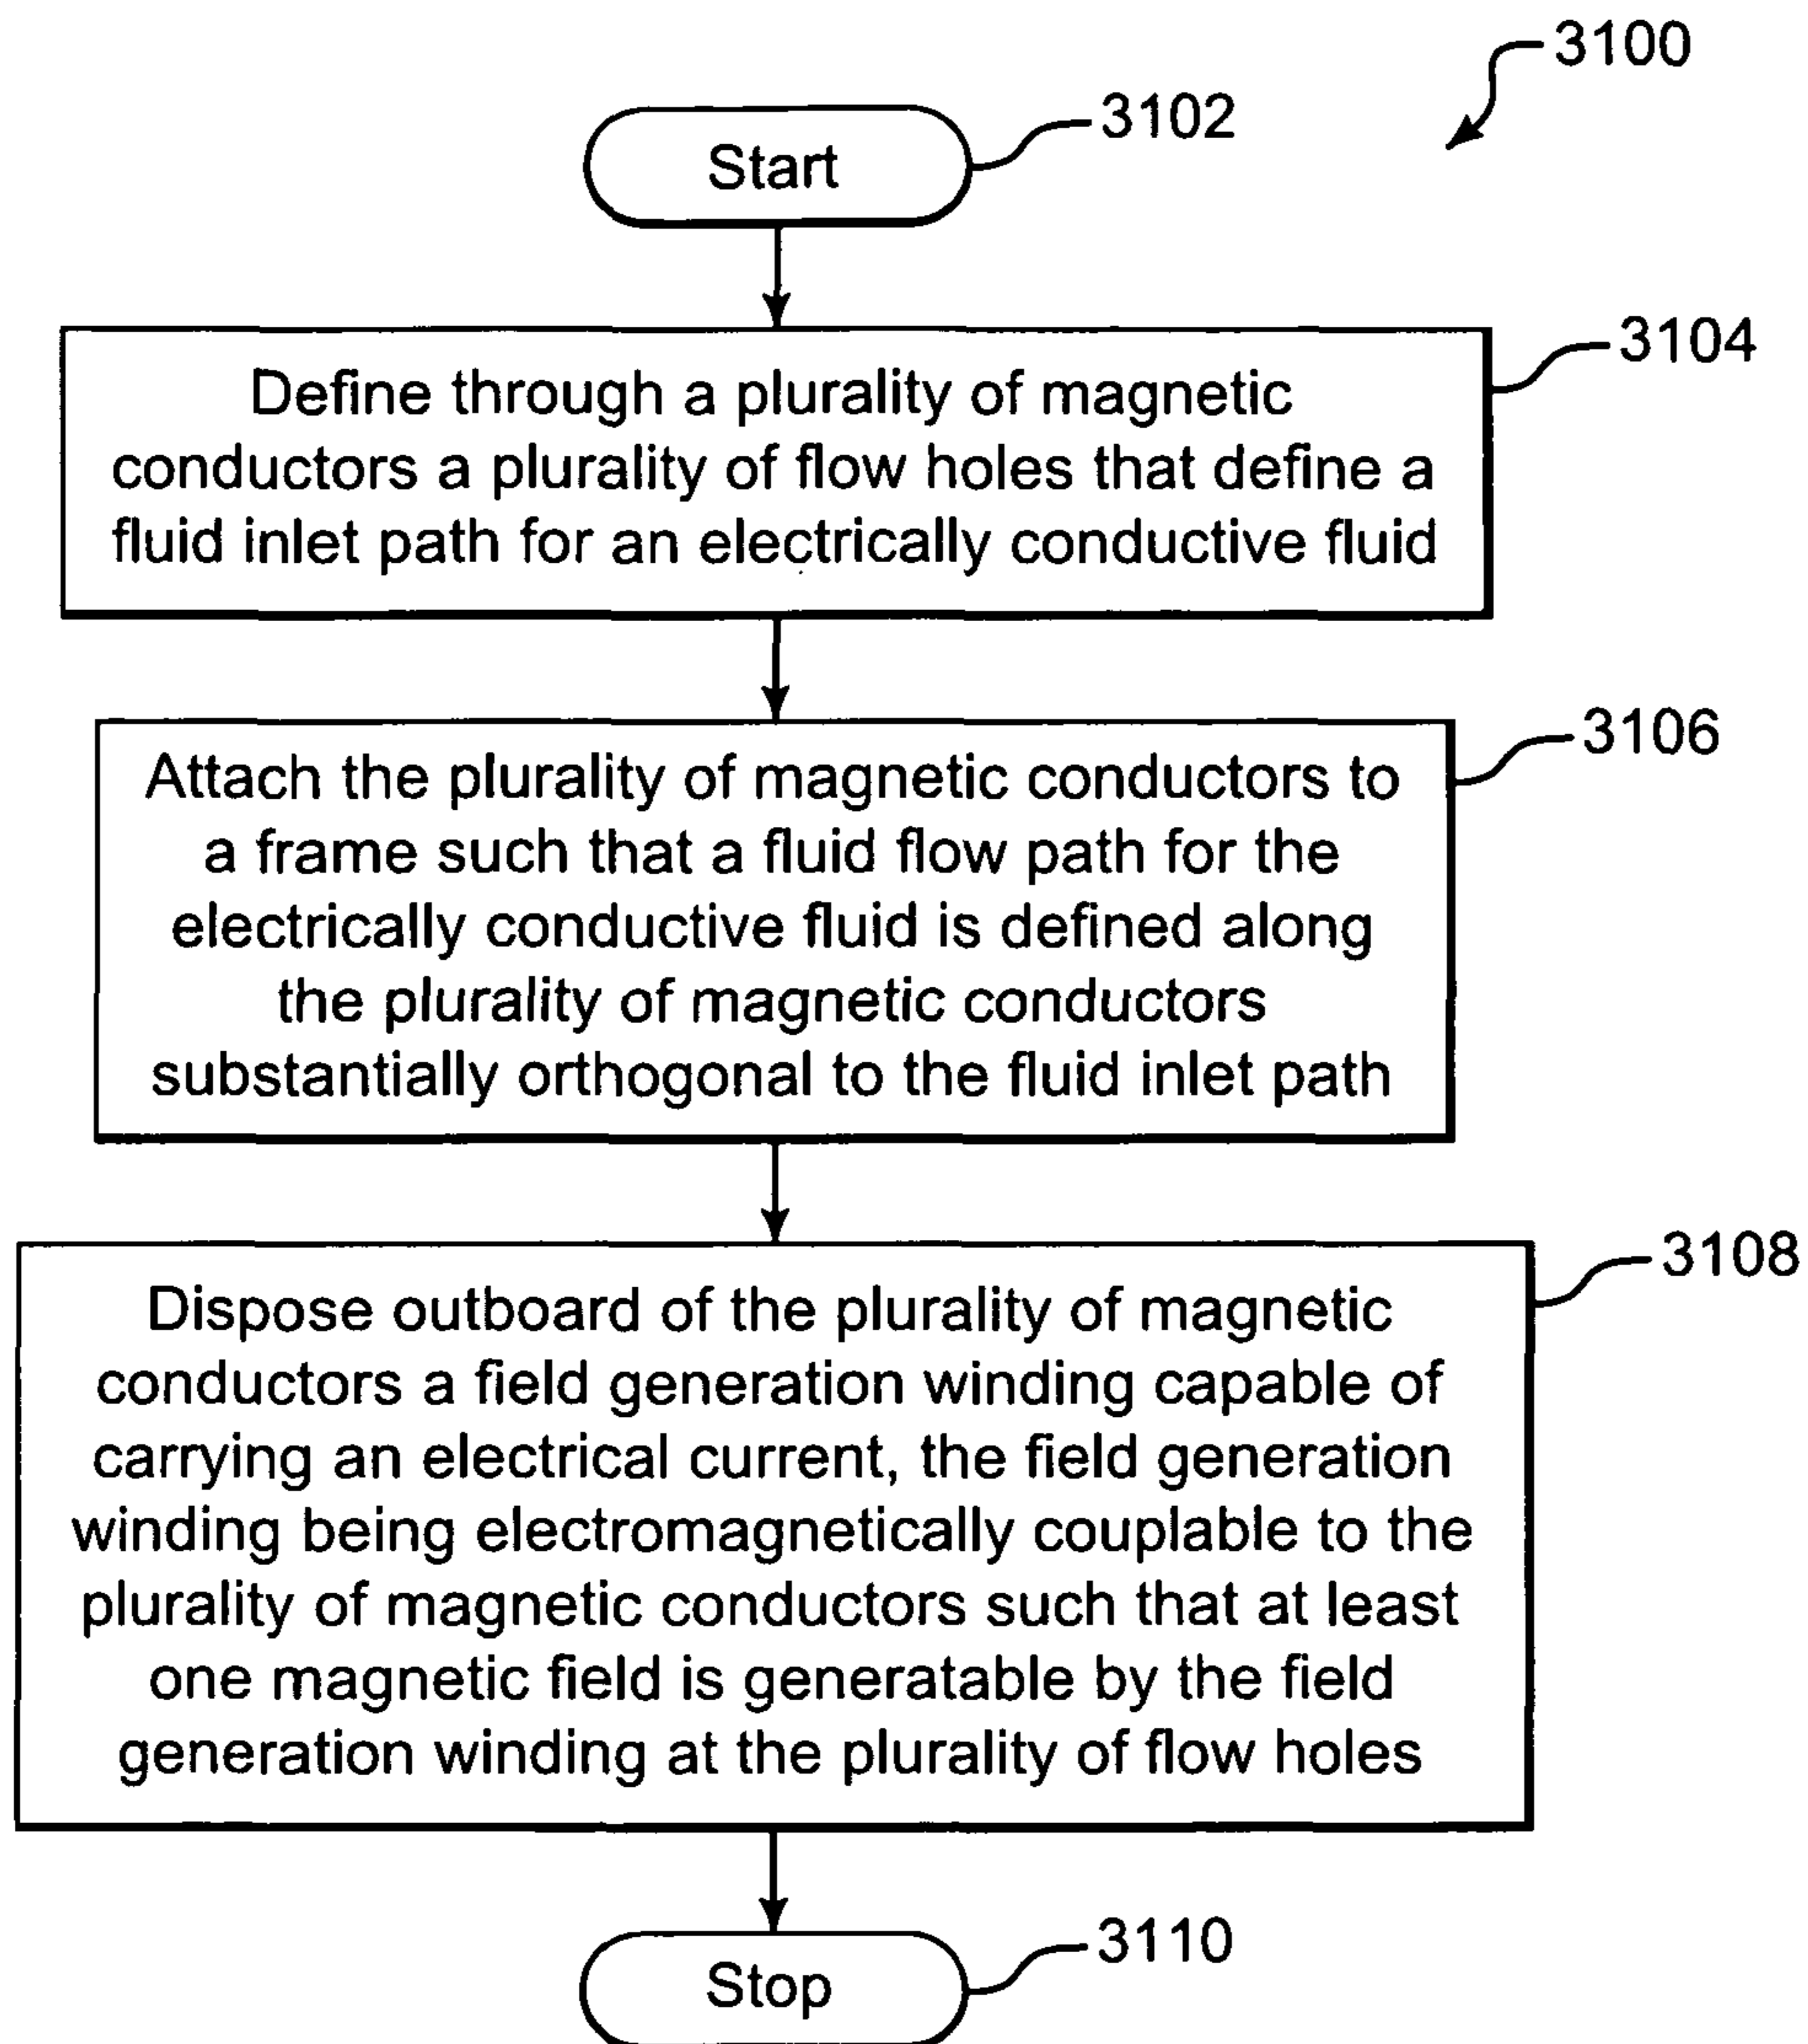 3100
Start
3102
Define through a plurality of magnetic
conductors a plurality of flow holes that define a
fluid inlet path for an electrically conductive fluid
3104
Attach the plurality of magnetic conductors to
a frame such that a fluid flow path for the
electrically conductive fluid is defined along
the plurality of magnetic conductors
substantially orthogonal to the fluid inlet path
3106
Dispose outboard of the plurality of magnetic
conductors a field generation winding capable of
carrying an electrical current, the field generation
winding being electromagnetically couplable to the
plurality of magnetic conductors such that at least
one magnetic field is generatable by the field
generation winding at the plurality of flow holes
3108
Stop
3110